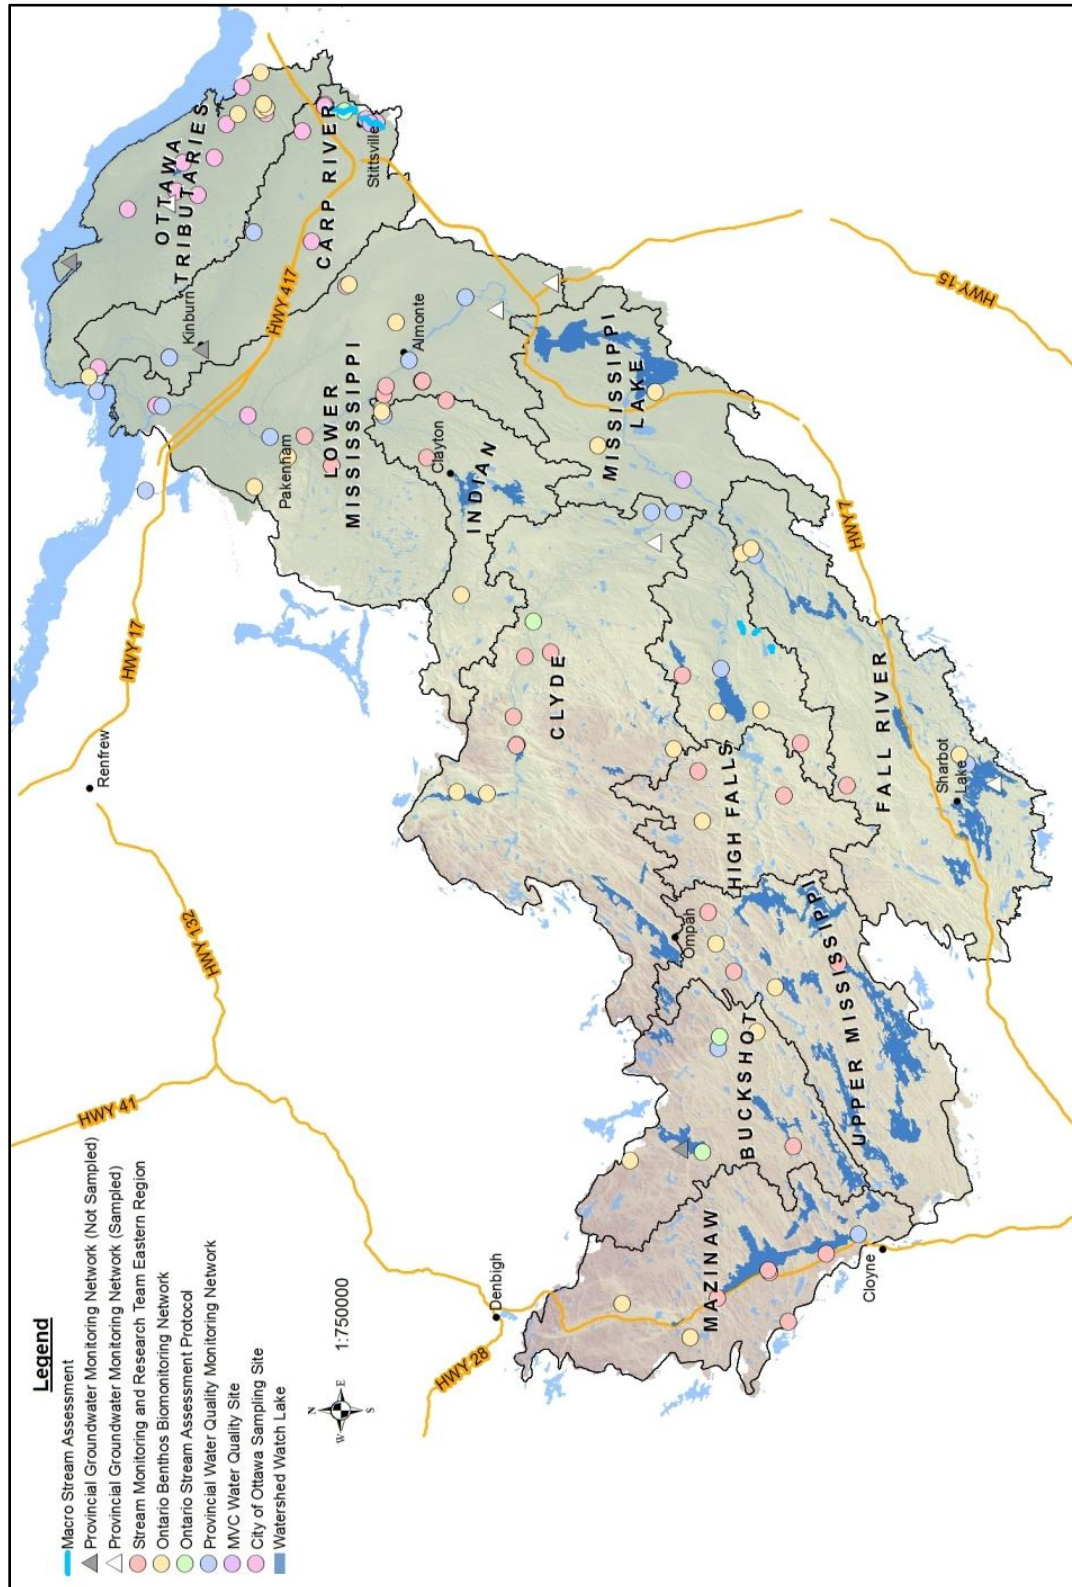 Legend
Macro Stream Assessment
Provincial Groundwater Monitoring Network (Not Sampled)
Provincial Groundwater Monitoring Network (Sampled)
Stream Monitoring and Research Team Eastern Region
Ontario Benthos Biomonitoring Network
Ontario Stream Assessment Protocol
Provincial Water Quality Monitoring Network
MVC Water Quality Site
City of Ottawa Sampling Site
Watershed Watch Lake
N
W
E
S
1:750000
HWY 41
HWY 132
Renfrew
HWY 17
HWY 28
Denbigh
MAZINAW
Cloyne
BUCKSHOT
UPPER MISSISSIPPI
Ompah
HIGH FALLS
CLYDE
FALL RIVER
Sharbot
Lake
HWY 7
INDIAN
Clayton
Pakenham
LOWER
MISSISSSIPPI
Almonte
MISSISSIPPI
LAKE
HWY 15
HWY 417
Kinburn
CARP RIVER
Stittsville
OTTAWA
TRIBUTARIES